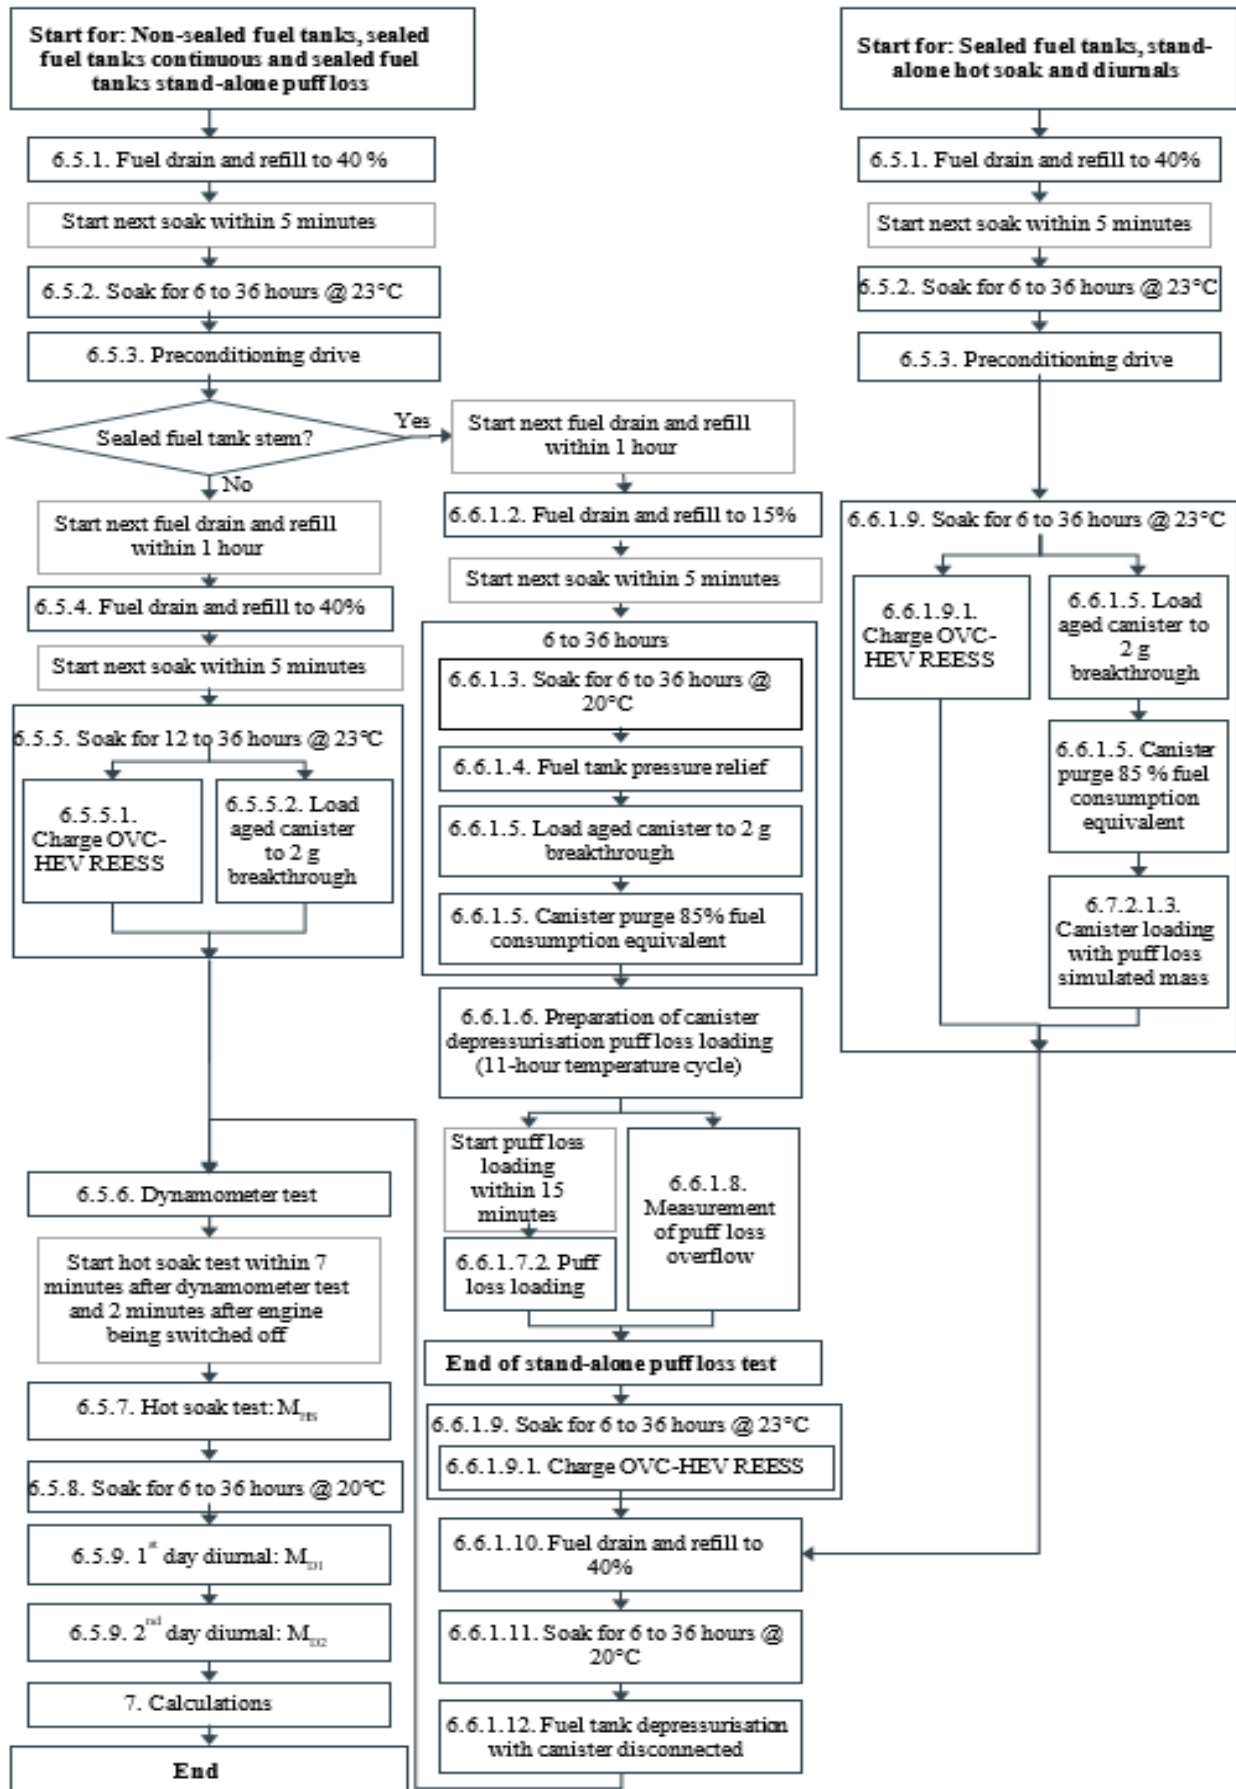 Start for: Non-sealed fuel tanks, sealed
fuel tanks continuous and sealed fuel
tanks stand-alone puff loss
6.5.1. Fuel drain and refill to 40 %
Start next soak within 5 minutes
6.5.2. Soak for 6 to 36 hours @ 23°C
6.5.3. Preconditioning drive
Sealed fuel tank stem?
Yes
No
Start next fuel drain and refill
within 1 hour
6.5.4. Fuel drain and refill to 40%
Start next soak within 5 minutes
6.5.5. Soak for 12 to 36 hours @ 23°C
6.5.5.1.
Charge OVC-
HEV REESS
6.5.5.2. Load
aged canister
to 2 g
breakthrough
6.5.6. Dynamometer test
Start hot soak test within 7
minutes after dynamometer test
and 2 minutes after engine
being switched off
6.5.7. Hot soak test: M_HS
6.5.8. Soak for 6 to 36 hours @ 20°C
6.5.9. 1st day diurnal: M_D1
6.5.9. 2nd day diurnal: M_D2
7. Calculations
End
Start next fuel drain and refill
within 1 hour
6.6.1.2. Fuel drain and refill to 15%
Start next soak within 5 minutes
6 to 36 hours
6.6.1.3. Soak for 6 to 36 hours @
20°C
6.6.1.4. Fuel tank pressure relief
6.6.1.5. Load aged canister to 2 g
breakthrough
6.6.1.5. Canister purge 85% fuel
consumption equivalent
6.6.1.6. Preparation of canister
depressurisation puff loss loading
(11-hour temperature cycle)
Start puff loss
loading
within 15
minutes
6.6.1.7.2. Puff
loss loading
6.6.1.8.
Measurement
of puff loss
overflow
End of stand-alone puff loss test
6.6.1.9. Soak for 6 to 36 hours @ 23°C
6.6.1.9.1. Charge OVC-HEV REESS
6.6.1.10. Fuel drain and refill to
40%
6.6.1.11. Soak for 6 to 36 hours @
20°C
6.6.1.12. Fuel tank depressurisation
with canister disconnected
Start for: Sealed fuel tanks, stand-
alone hot soak and diurnals
6.5.1. Fuel drain and refill to 40%
Start next soak within 5 minutes
6.5.2. Soak for 6 to 36 hours @ 23°C
6.5.3. Preconditioning drive
6.6.1.9. Soak for 6 to 36 hours @ 23°C
6.6.1.9.1.
Charge OVC-
HEV REESS
6.6.1.5. Load
aged canister to
2 g
breakthrough
6.6.1.5. Canister
purge 85 % fuel
consumption
equivalent
6.7.2.1.3.
Canister loading
with puff loss
simulated mass